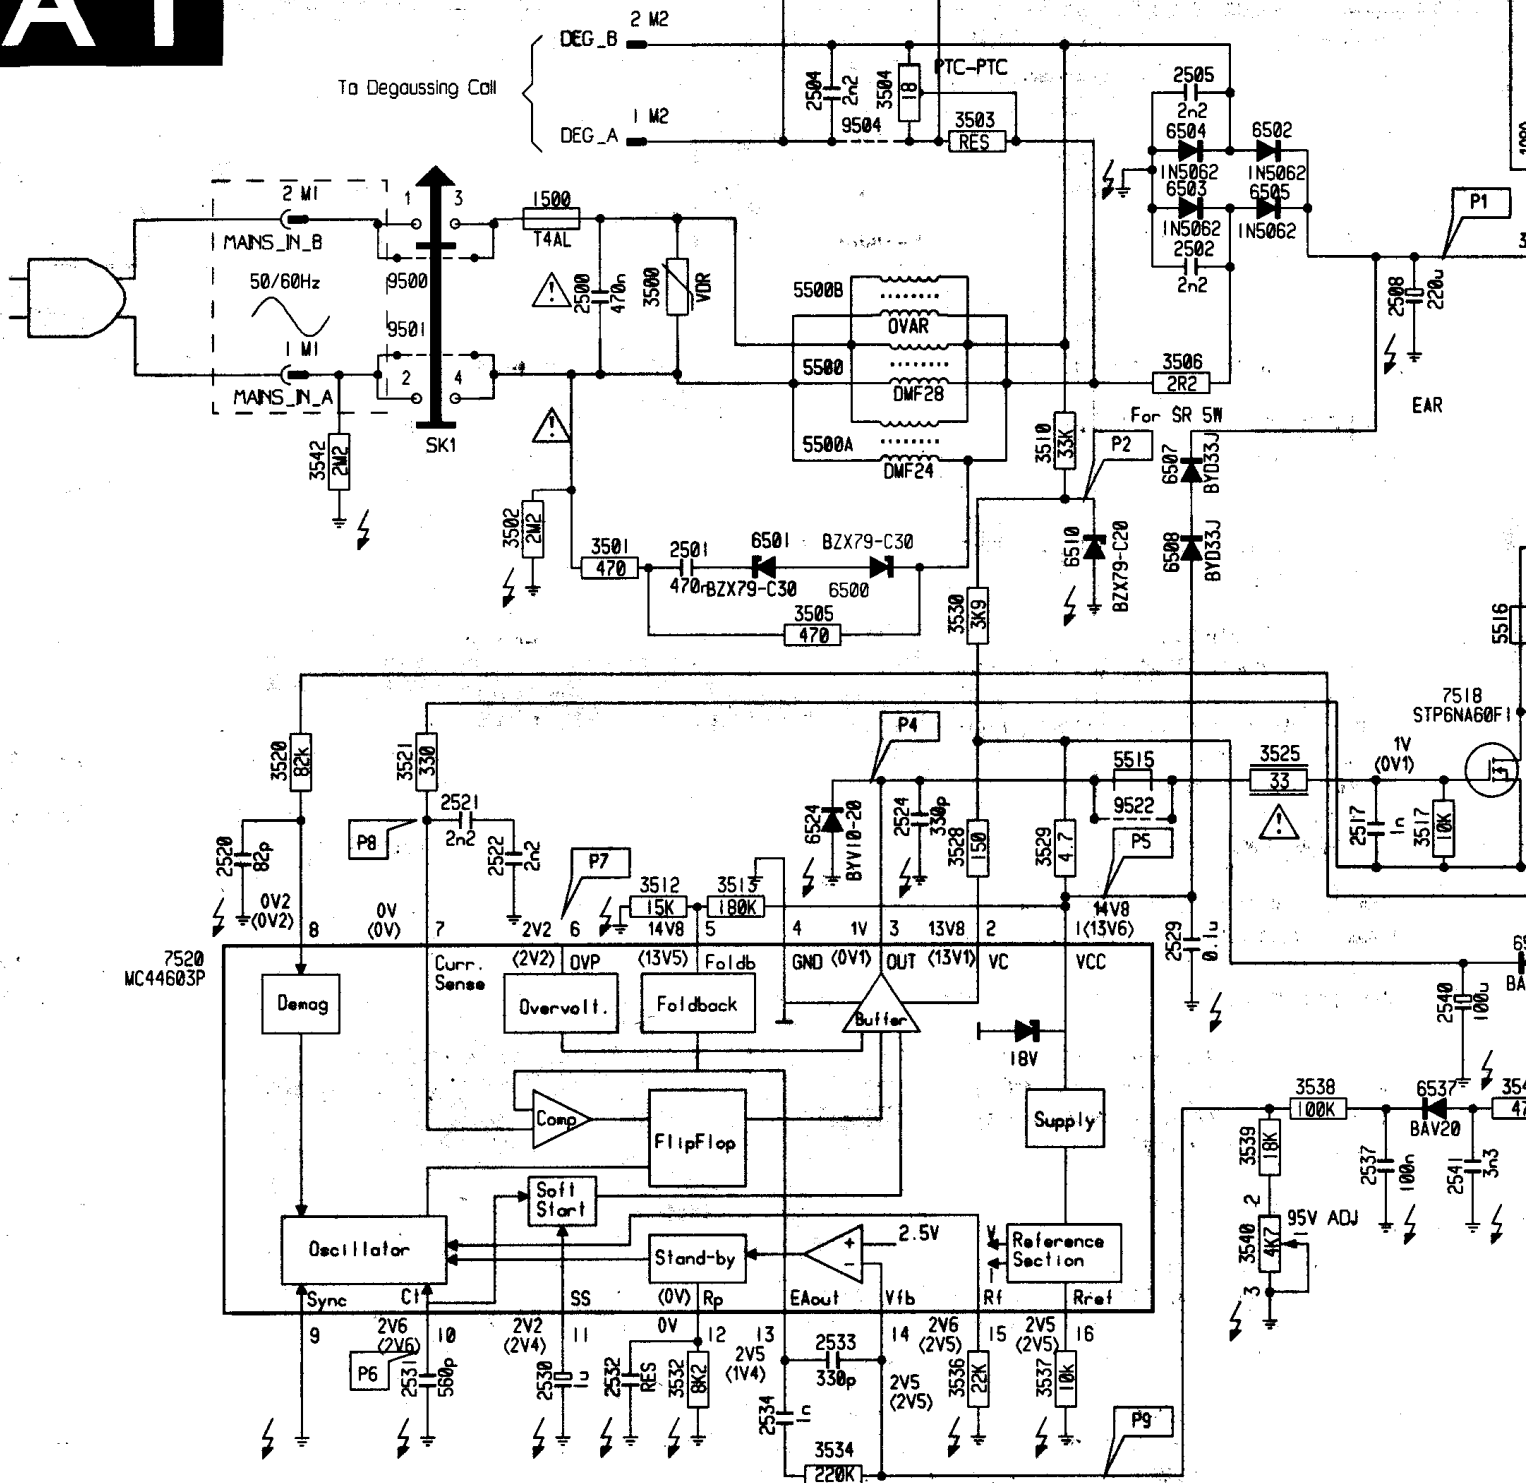 A T
2 M2
DEG_B
To Degaussing Coil
1 M2
DEG_A
2504
2n2
3504
18
PTC-PTC
9504
3503
RES
2505
2n2
6504
6502
1N5062
1N5062
6503
6505
1N5062
1N5062
2502
2n2
P1
2508
220u
EAR
2 M1
MAINS_IN_B
50/60Hz
1 M1
MAINS_IN_A
1
3
9500
9501
2
4
SK1
3542
2M2
1500
T4AL
2500
470n
3500
VDR
5500B
OVAR
5500
DMF28
5500A
DMF24
3506
2R2
For SR 5W
3510
33K
P2
6507
BYD33J
6508
BYD33J
6510
BZX79-C20
3502
2M2
3501
470
2501
470n
6501
BZX79-C30
BZX79-C30
6500
3505
470
3530
3K9
5516
7518
STP6NA60FI
3520
82k
3521
330
2521
2n2
2522
2n2
P8
2520
82p
P7
P4
6524
BYV10-20
2524
330p
3528
150
3529
4.7
5515
9522
P5
3525
33
1V
(0V1)
2517
1n
3517
10K
3512
15K
3513
180K
14V8
1(13V6)
2529
0.1u
2540
100u
0V2
(0V2)
8
0V
(0V)
7
2V2
(2V2)
6
14V8
(13V5)
5
4
1V
(0V1)
3
13V8
(13V1)
2
7520
MC44603P
Curr.
Sense
OVP
Foldb
GND
OUT
VC
VCC
Demag
Overvolt.
Foldback
Buffer
18V
Comp
FlipFlop
Supply
Soft
Start
Oscillator
Stand-by
2.5V
+
-
V
I
Reference
Section
Sync
Ct
SS
(0V)
Rp
EAout
Vfb
Rf
Rref
9
2V6
(2V6)
10
2V2
(2V4)
11
0V
12
13
2V5
(1V4)
14
2V5
(2V5)
2V6
(2V5)
15
2V5
(2V5)
16
P6
2531
560p
2530
1u
2532
RES
3532
8K2
2533
330p
2534
1n
3534
220K
3536
22K
3537
10k
P9
3538
100K
3539
18K
2
3540
4K7
1
3
95V ADJ
2537
100n
6537
BAV20
2541
3n3